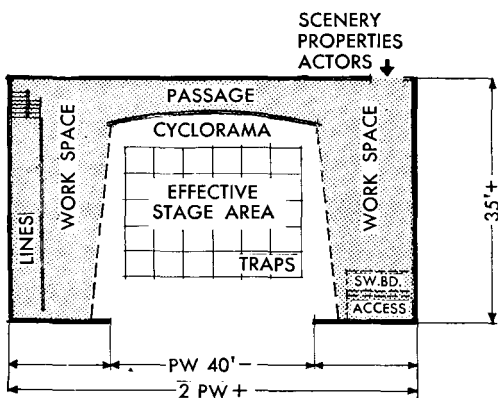 SCENERY
PROPERTIES
ACTORS
PASSAGE
CYCLORAMA
WORK SPACE
WORK SPACE
LINES
EFFECTIVE
STAGE AREA
TRAPS
SW.BD.
ACCESS
35'+
PW 40'-
2 PW+